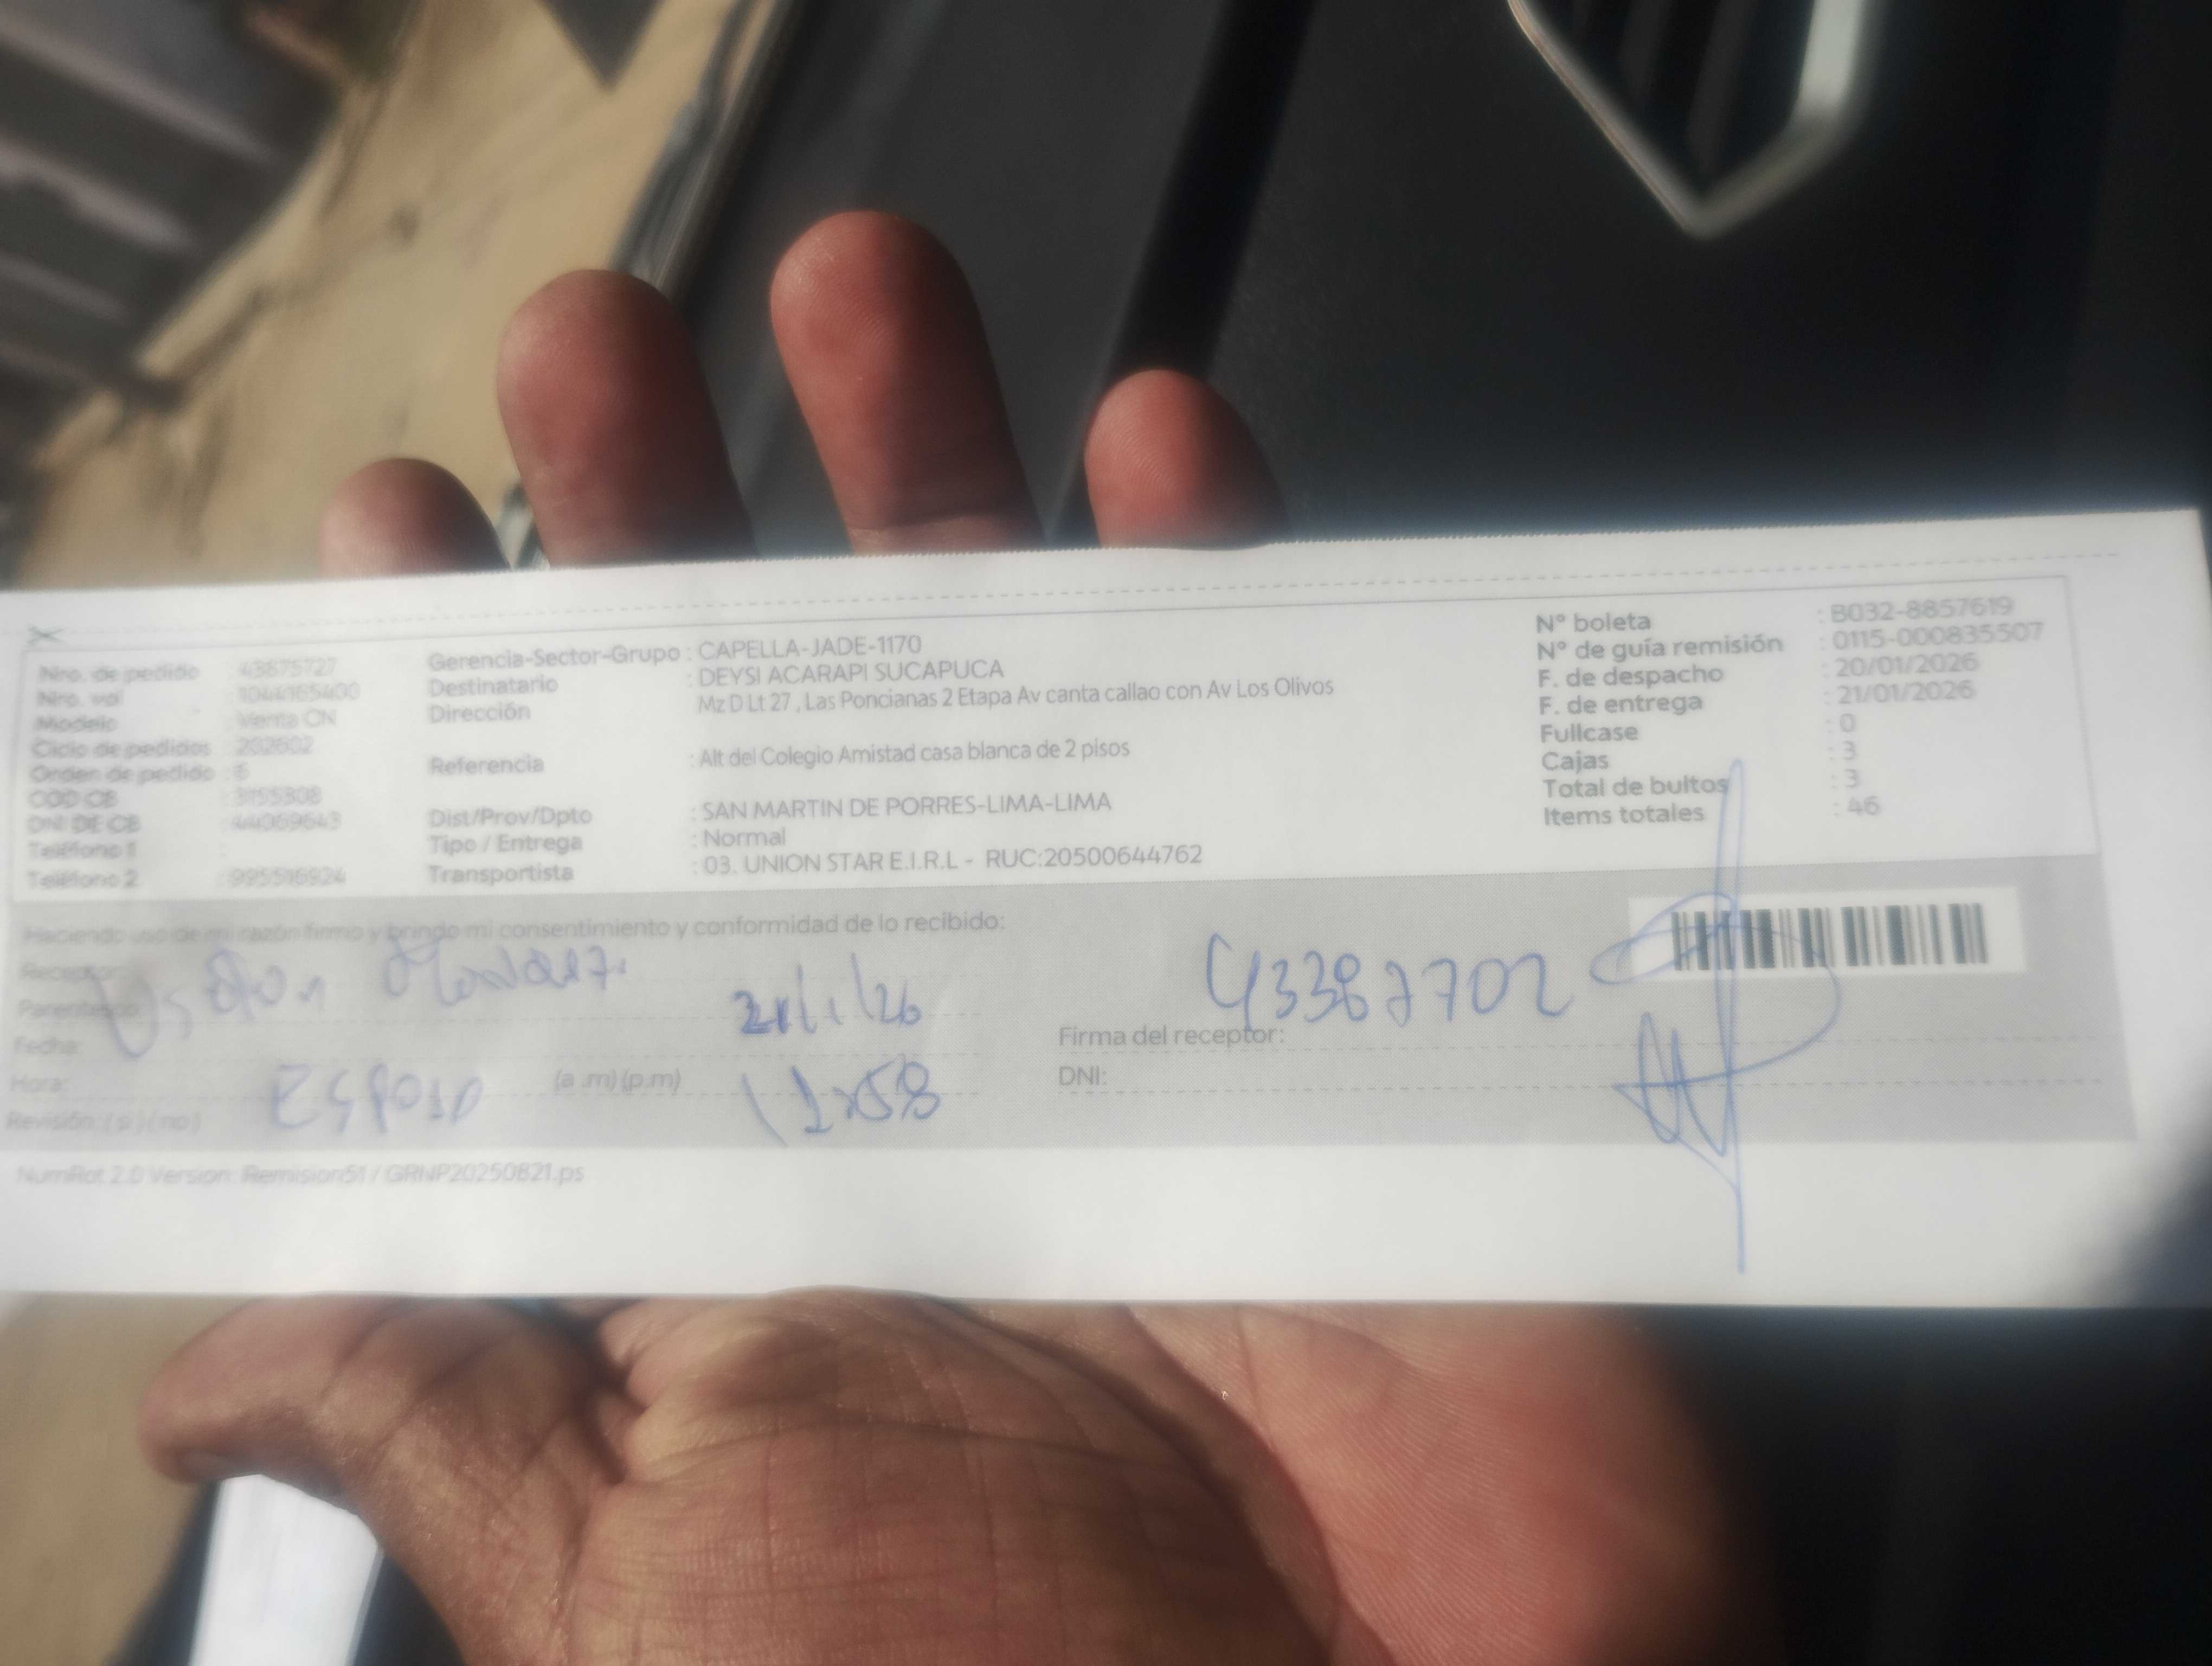 Nro. de pedido : 43875727
Nro. val : 1044165400
Modelo : Venta CN
Ciclo de pedidos : 202602
Orden de pedido : 6
COD CB : 3155308
DNI DE CB : 44069643
Teléfono 1 :
Teléfono 2 : 995516924
Gerencia-Sector-Grupo : CAPELLA-JADE-1170
Destinatario : DEYSI ACARAPI SUCAPUCA
Dirección Mz D Lt 27 , Las Poncianas 2 Etapa Av canta callao con Av Los Olivos
Referencia : Alt del Colegio Amistad casa blanca de 2 pisos
Dist/Prov/Dpto : SAN MARTIN DE PORRES-LIMA-LIMA
Tipo / Entrega : Normal
Transportista : 03. UNION STAR E.I.R.L - RUC:20500644762
N° boleta : B032-8857619
N° de guía remisión : 0115-000835507
F. de despacho : 20/01/2026
F. de entrega : 21/01/2026
Fullcase : 0
Cajas : 3
Total de bultos : 3
Items totales : 46
Haciendo uso de mi razón firmo y brindo mi consentimiento y conformidad de lo recibido:
Receptor:
Parentesco:
Fecha: 21/1/26
Hora: (a .m) (p.m)
Revisión: ( si ) ( no )
43387702
Firma del receptor:
DNI:
NumRot 2.0 Version: Remision51 / GRNP20250821.ps